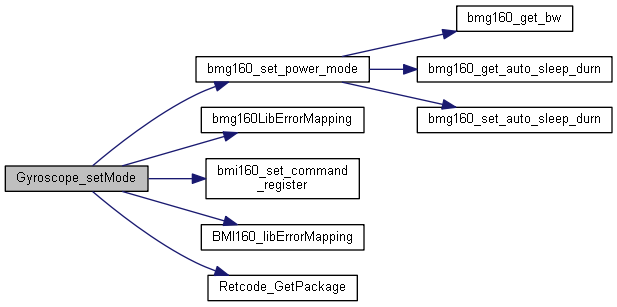 Gyroscope_setMode
bmg160_set_power_mode
bmg160_get_bw
bmg160_get_auto_sleep_durn
bmg160_set_auto_sleep_durn
bmg160LibErrorMapping
bmi160_set_command
_register
BMI160_libErrorMapping
Retcode_GetPackage